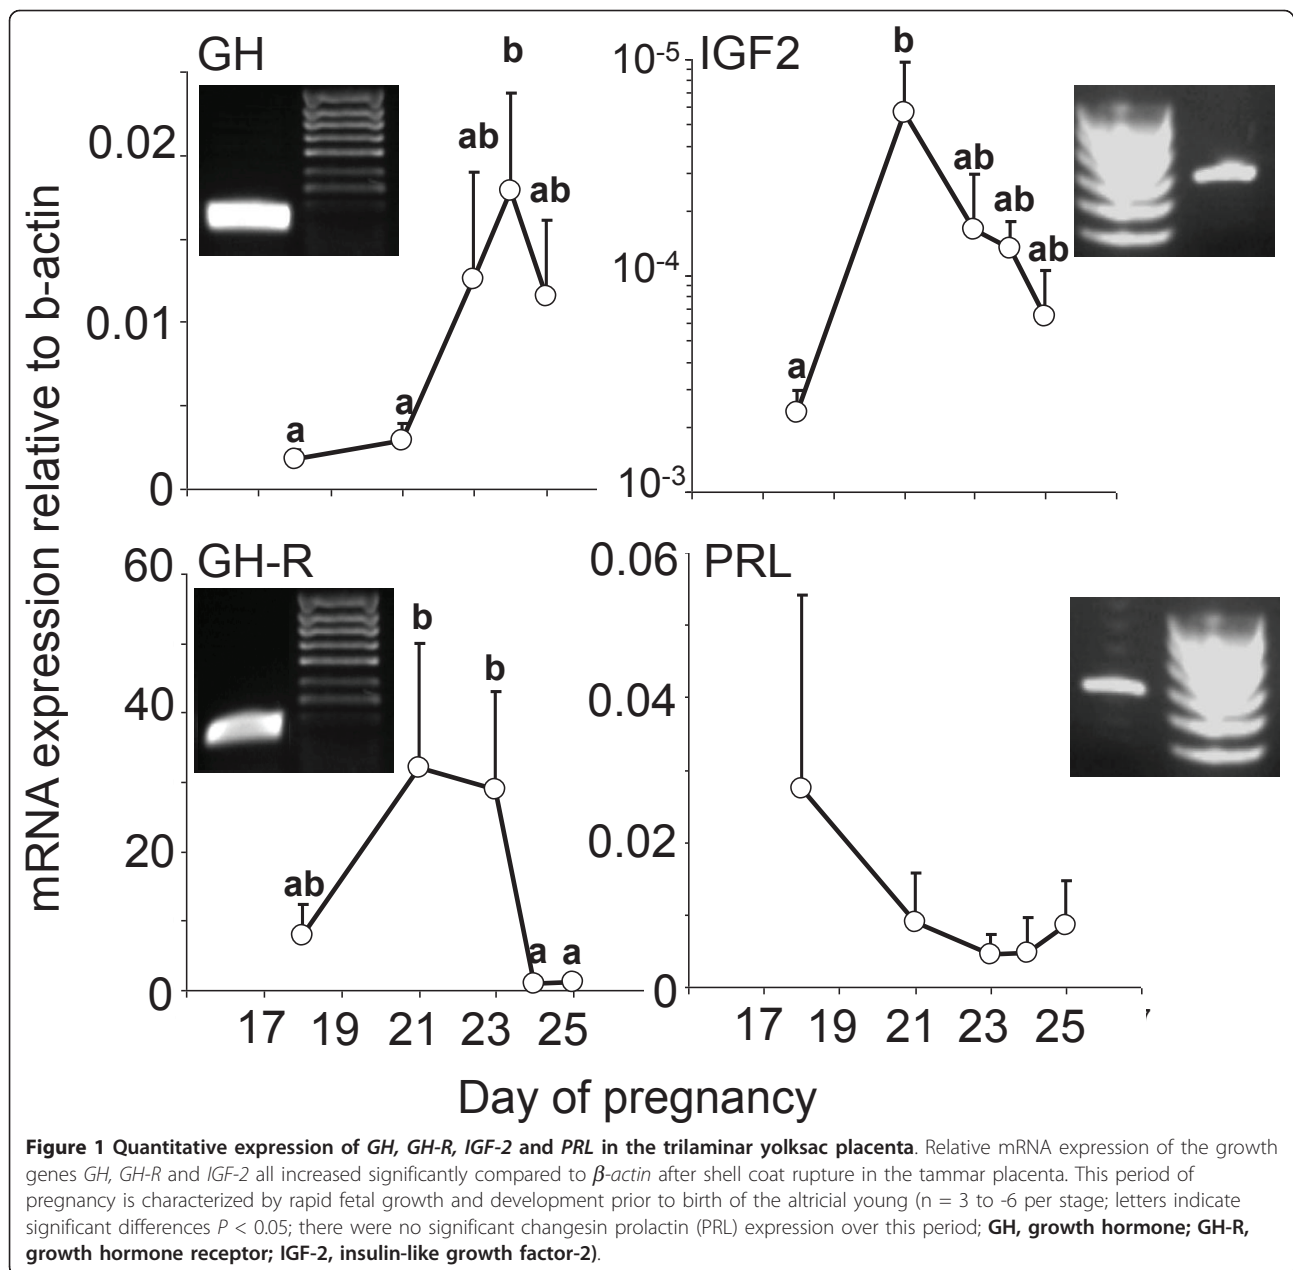 mRNA expression relative to b-actin
GH
0.02
0.01
0
a
a
ab
b
ab
IGF2
10-5
10-4
10-3
a
b
ab
ab
ab
GH-R
60
40
20
0
ab
b
b
a
a
17 19 21 23 25
PRL
0.06
0.04
0.02
0
17 19 21 23 25
Day of pregnancy
Figure 1 Quantitative expression of GH, GH-R, IGF-2 and PRL in the trilaminar yolksac placenta. Relative mRNA expression of the growth
genes GH, GH-R and IGF-2 all increased significantly compared to β-actin after shell coat rupture in the tammar placenta. This period of
pregnancy is characterized by rapid fetal growth and development prior to birth of the altricial young (n = 3 to -6 per stage; letters indicate
significant differences P < 0.05; there were no significant changesin prolactin (PRL) expression over this period; GH, growth hormone; GH-R,
growth hormone receptor; IGF-2, insulin-like growth factor-2).